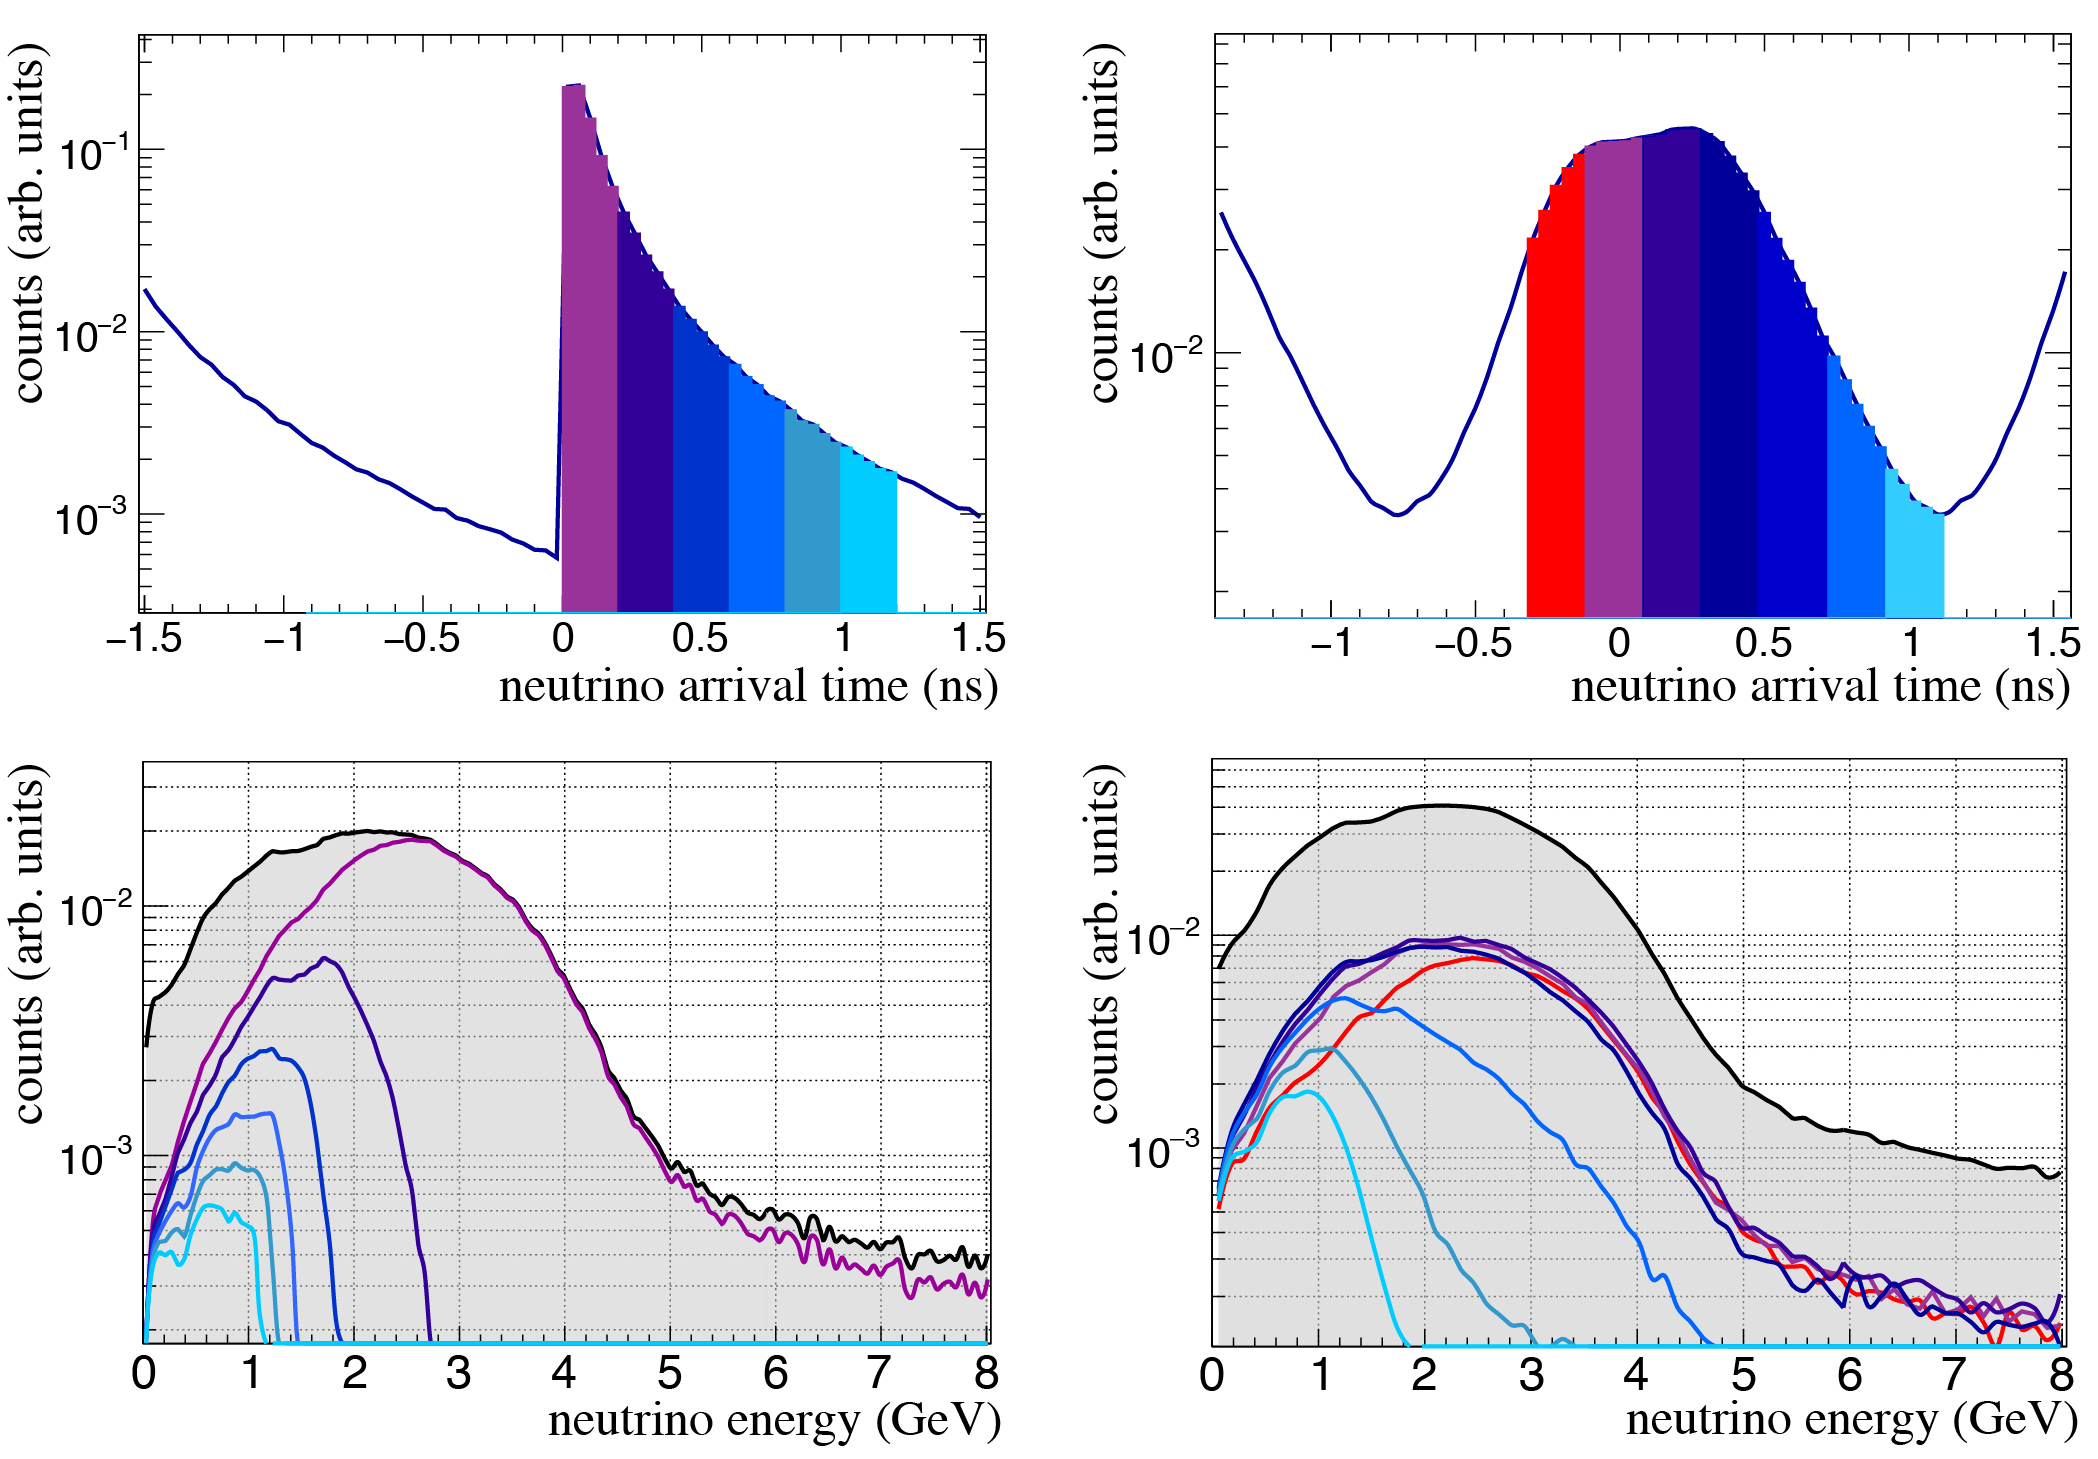 counts (arb. units)
10−1
10−2
10−3
−1.5 −1 −0.5 0 0.5 1 1.5
neutrino arrival time (ns)
counts (arb. units)
10−2
−1 −0.5 0 0.5 1 1.5
neutrino arrival time (ns)
counts (arb. units)
10−2
10−3
0 1 2 3 4 5 6 7 8
neutrino energy (GeV)
counts (arb. units)
10−2
10−3
0 1 2 3 4 5 6 7 8
neutrino energy (GeV)